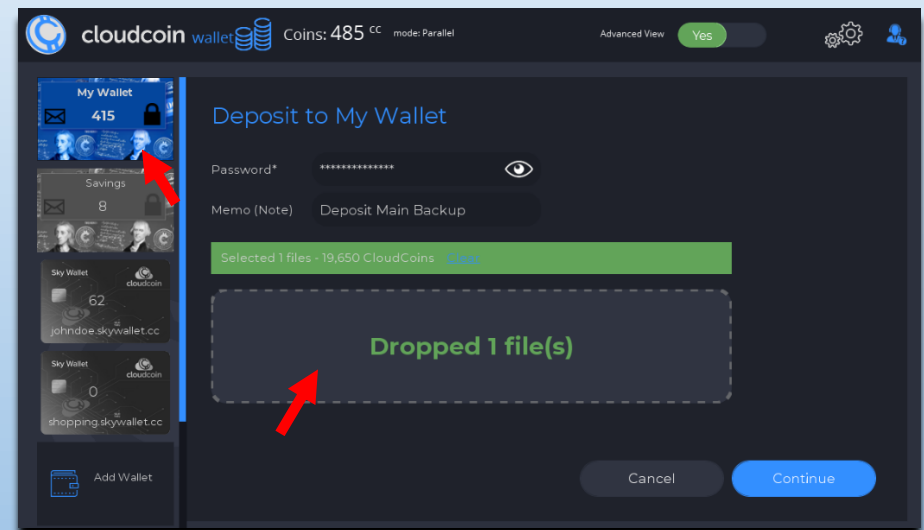 cloudcoin wallet Coins: 485 CC mode: Parallel Advanced View Yes
My Wallet
415
Savings
8
Sky Wallet
cloudcoin
62
johndoe.skywallet.cc
Sky Wallet
cloudcoin
0
shopping.skywallet.cc
Add Wallet
Deposit to My Wallet
Password* **************
Memo (Note) Deposit Main Backup
Selected 1 files - 19,650 CloudCoins Clear
Dropped 1 file(s)
Cancel Continue